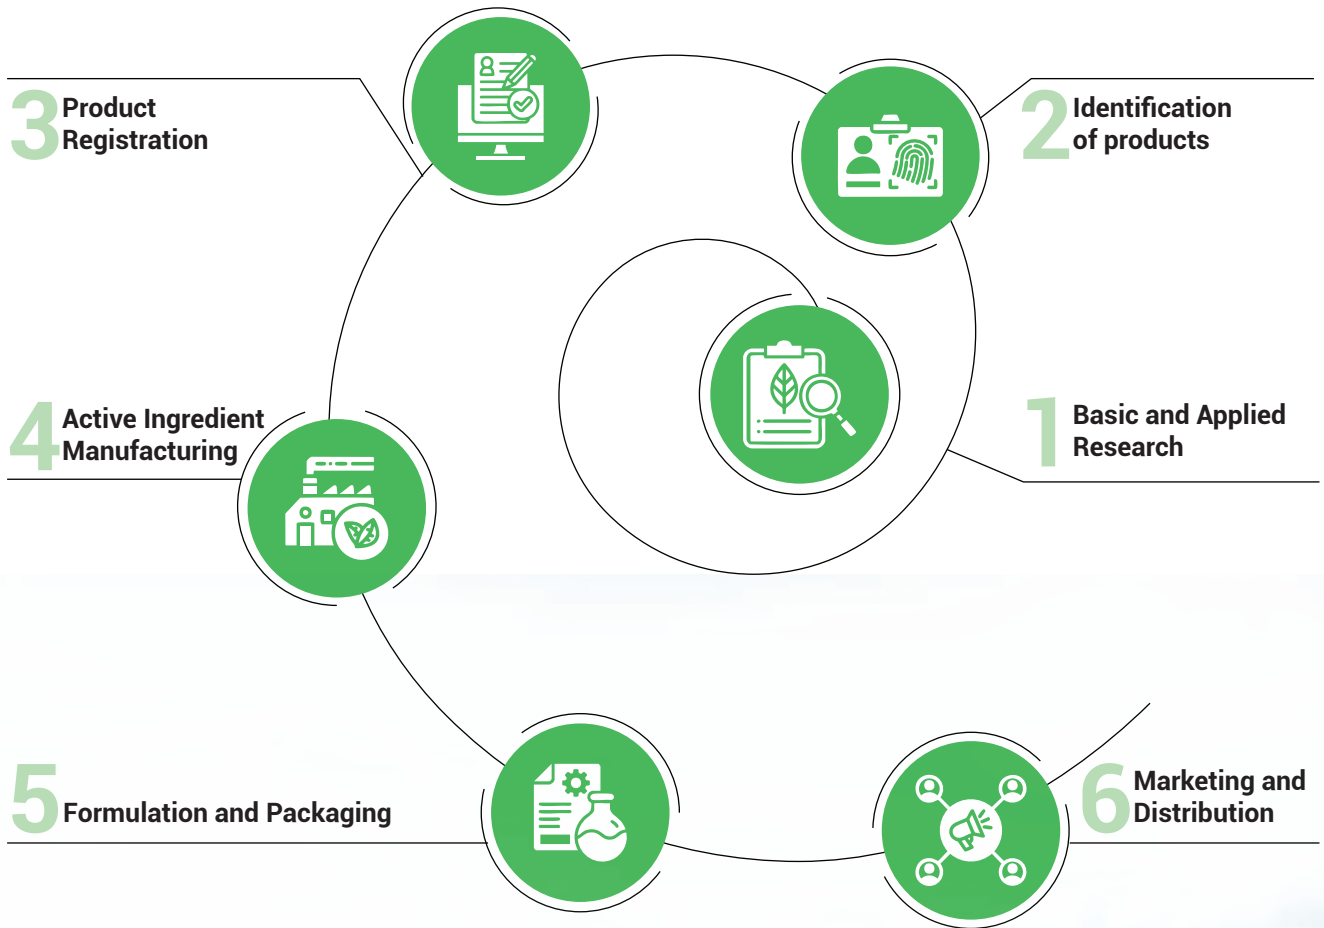 1
Basic and Applied
Research
2
Identification
of products
3
Product
Registration
4
Active Ingredient
Manufacturing
5
Formulation and Packaging
6
Marketing and
Distribution